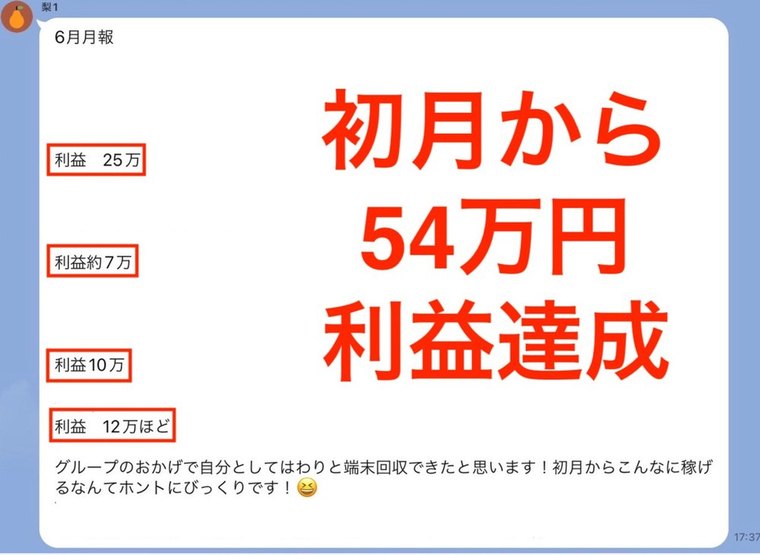 梨1
6月月報
利益　25万
利益約7万
利益10万
利益　12万ほど
初月から
54万円
利益達成
グループのおかげで自分としてはわりと端末回収できたと思います！初月からこんなに稼げ
るなんてホントにびっくりです！😆
17:37